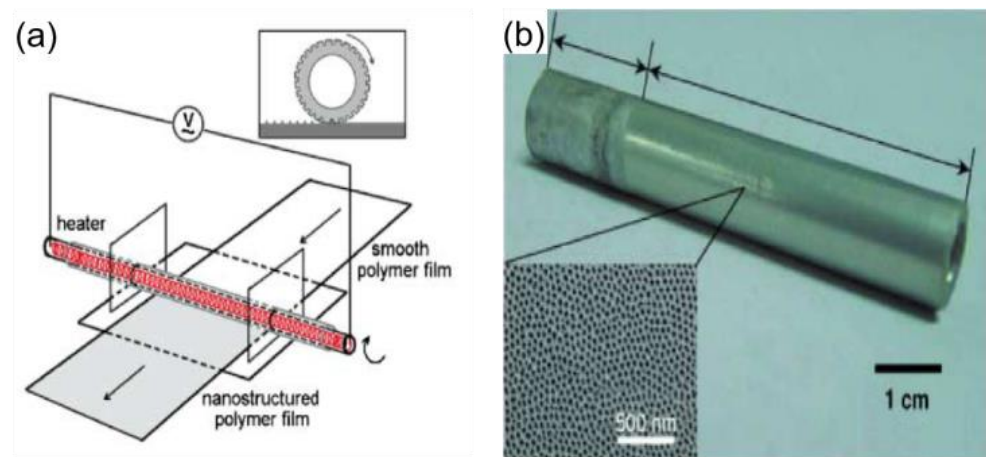 (a)
V
~
heater
smooth
polymer film
nanostructured
polymer film
(b)
500 nm
1 cm